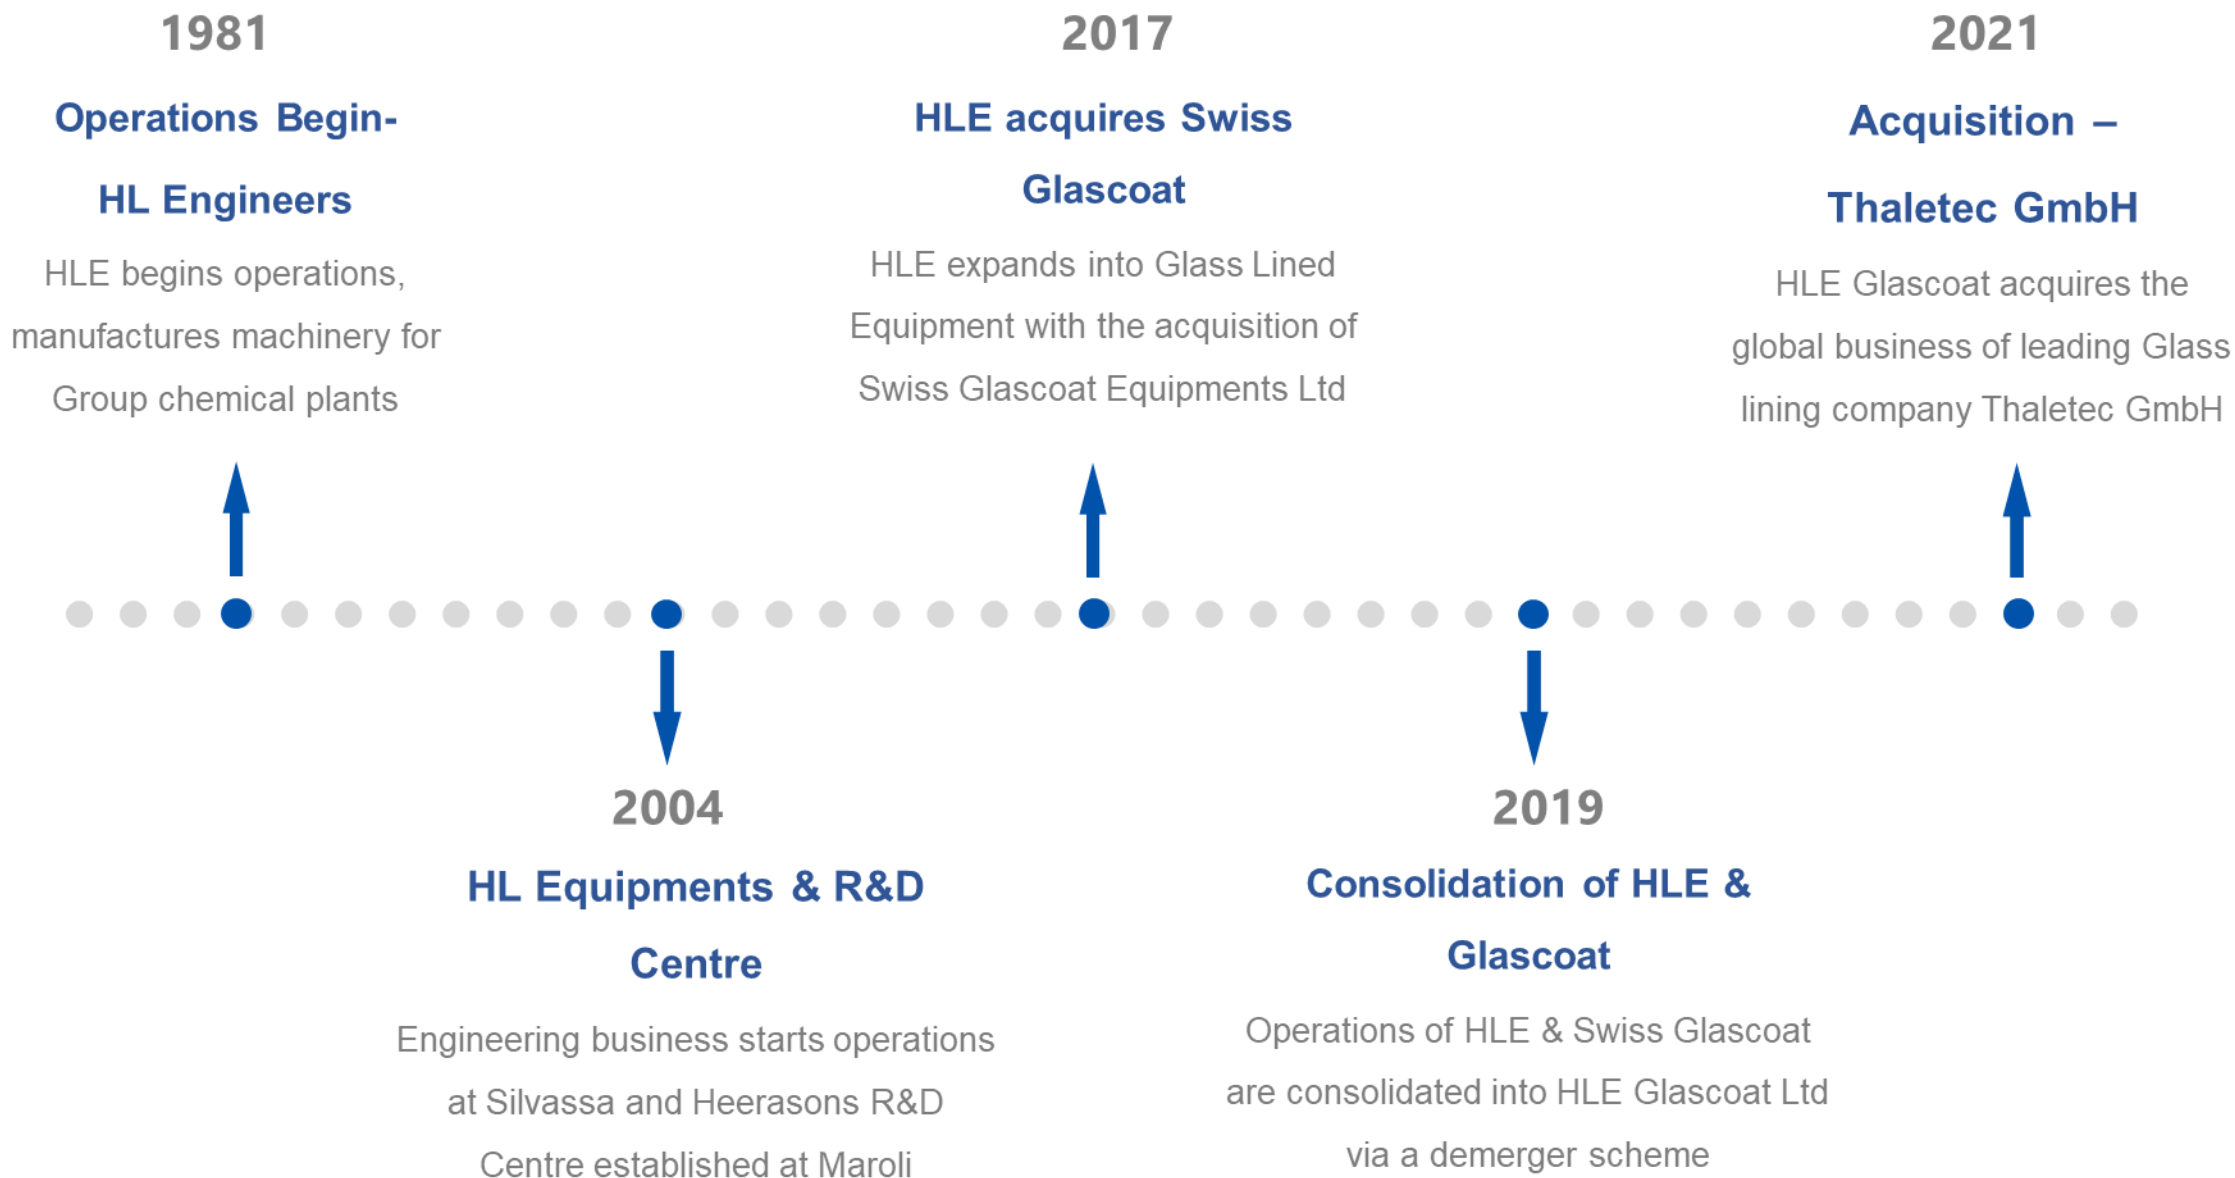 1981
Operations Begin-
HL Engineers
HLE begins operations,
manufactures machinery for
Group chemical plants
2004
HL Equipments & R&D
Centre
Engineering business starts operations
at Silvassa and Heerasons R&D
Centre established at Maroli
2017
HLE acquires Swiss
Glascoat
HLE expands into Glass Lined
Equipment with the acquisition of
Swiss Glascoat Equipments Ltd
2019
Consolidation of HLE &
Glascoat
Operations of HLE & Swiss Glascoat
are consolidated into HLE Glascoat Ltd
via a demerger scheme
2021
Acquisition –
Thaletec GmbH
HLE Glascoat acquires the
global business of leading Glass
lining company Thaletec GmbH